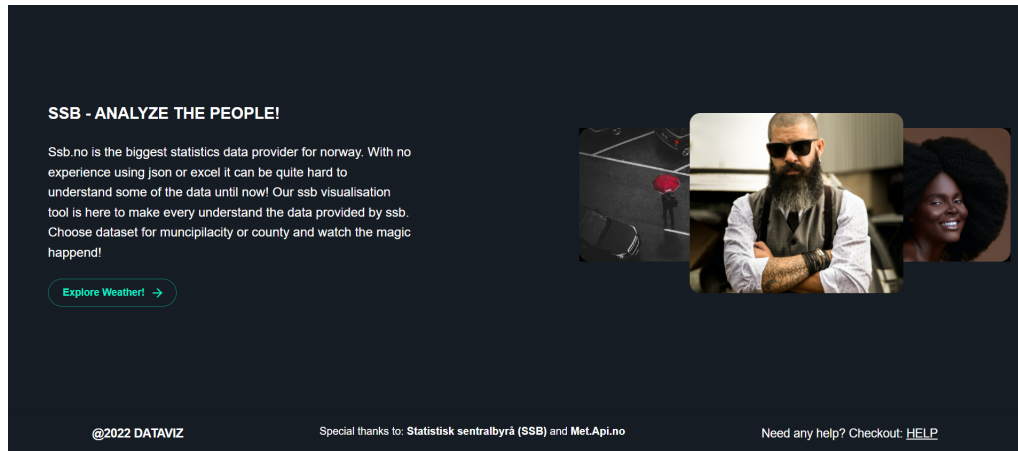 SSB - ANALYZE THE PEOPLE!
Ssb.no is the biggest statistics data provider for norway. With no
experience using json or excel it can be quite hard to
understand some of the data until now! Our ssb visualisation
tool is here to make every understand the data provided by ssb.
Choose dataset for muncipilacity or county and watch the magic
happend!
Explore Weather! →
@2022 DATAVIZ
Special thanks to: Statistisk sentralbyrå (SSB) and Met.Api.no
Need any help? Checkout: HELP